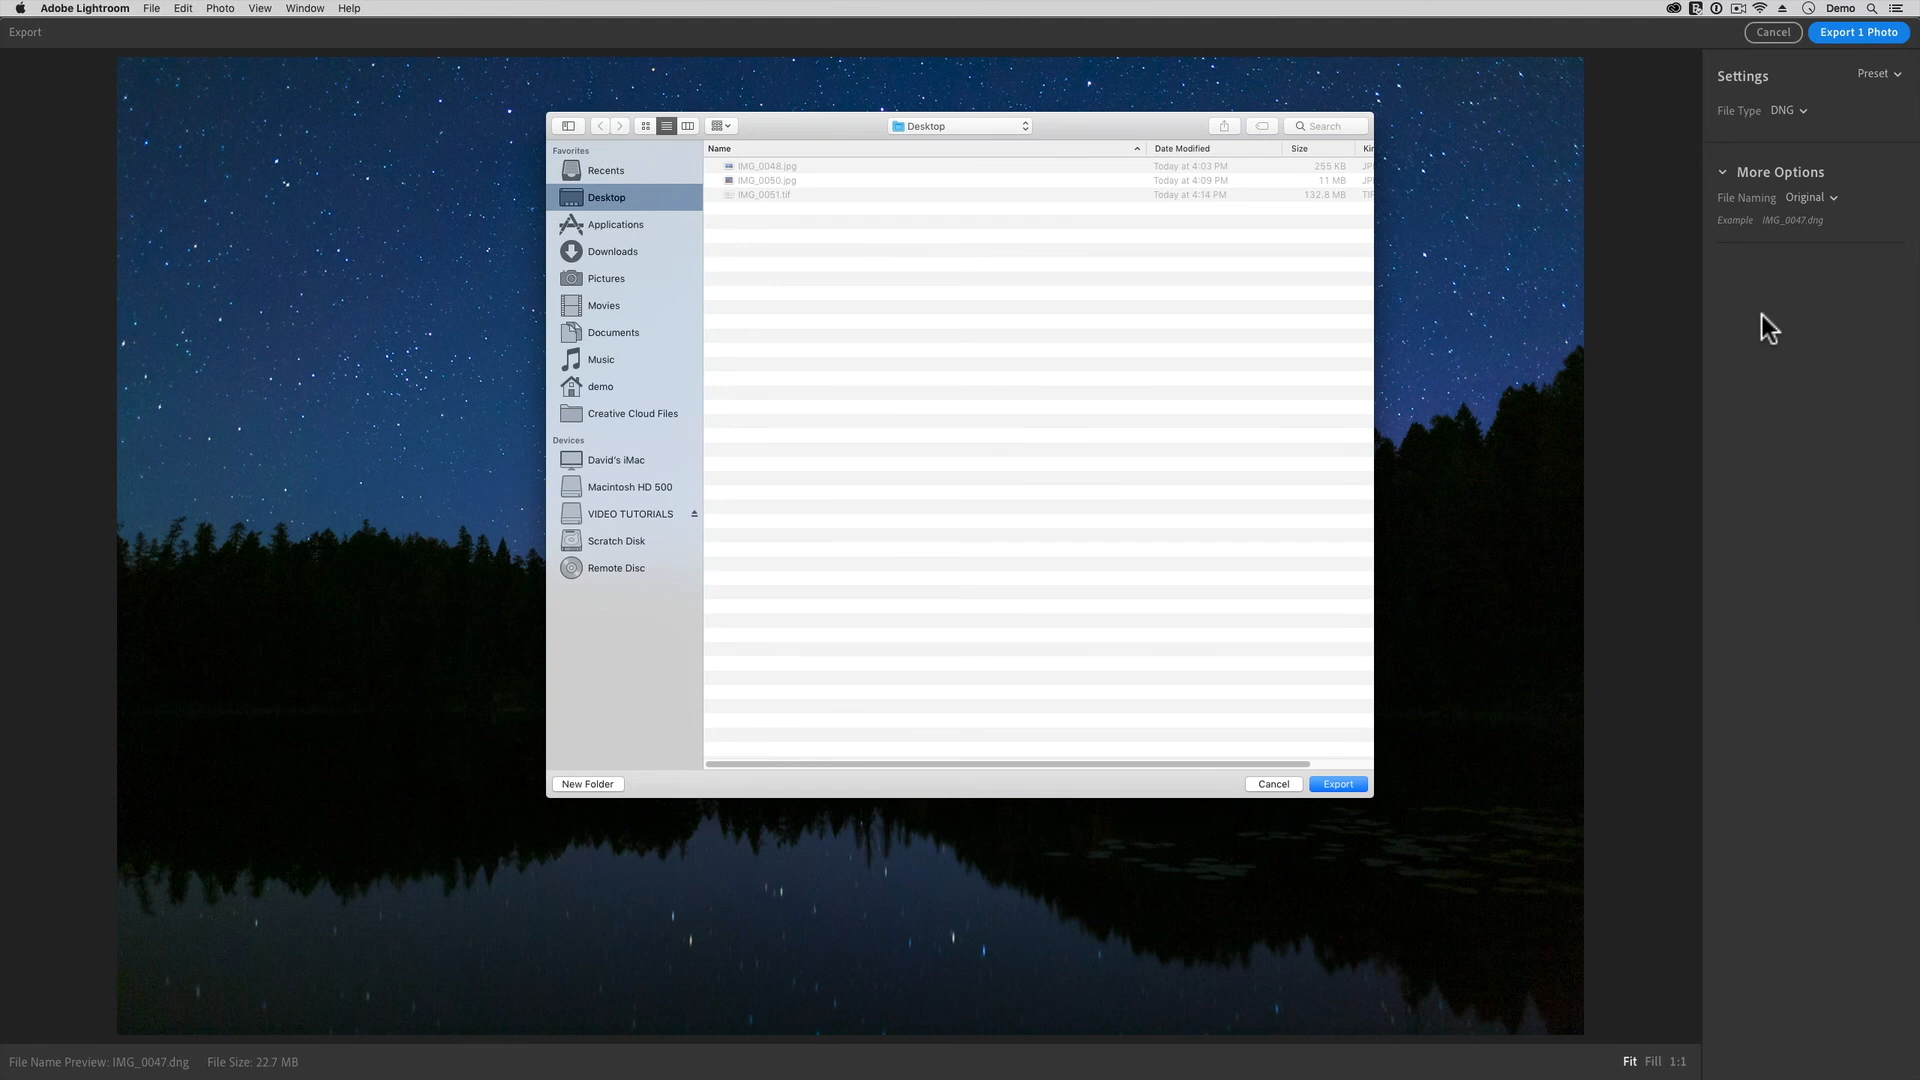 Adobe Lightroom File Edit Photo View Window Help Demo
Export Cancel Export 1 Photo
Settings Preset
File Type DNG
More Options
File Naming Original
Example IMG_0047.dng
Desktop Search
Favorites
Recents
Desktop
Applications
Downloads
Pictures
Movies
Documents
Music
demo
Creative Cloud Files
Devices
David's iMac
Macintosh HD 500
VIDEO TUTORIALS
Scratch Disk
Remote Disc
Name Date Modified Size
IMG_0048.jpg Today at 4:03 PM 255 KB
IMG_0050.jpg Today at 4:09 PM 11 MB
IMG_0051.tif Today at 4:14 PM 132.8 MB
New Folder Cancel Export
File Name Preview: IMG_0047.dng File Size: 22.7 MB Fit Fill 1:1